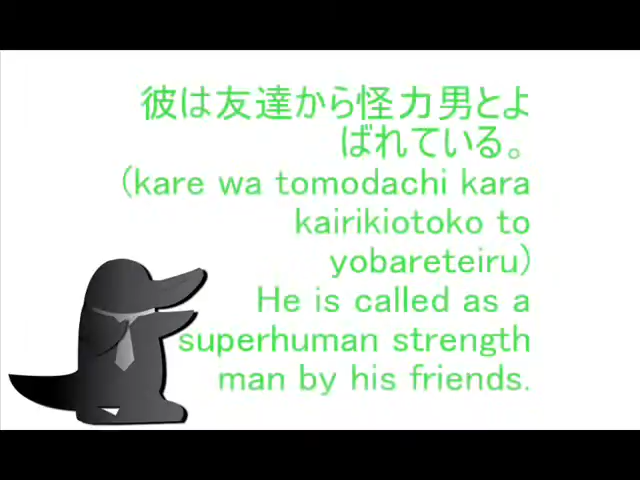 彼は友達から怪力男とよ
ばれている。
(kare wa tomodachi kara
kairikiotoko to
yobareteiru)
He is called as a
superhuman strength
man by his friends.